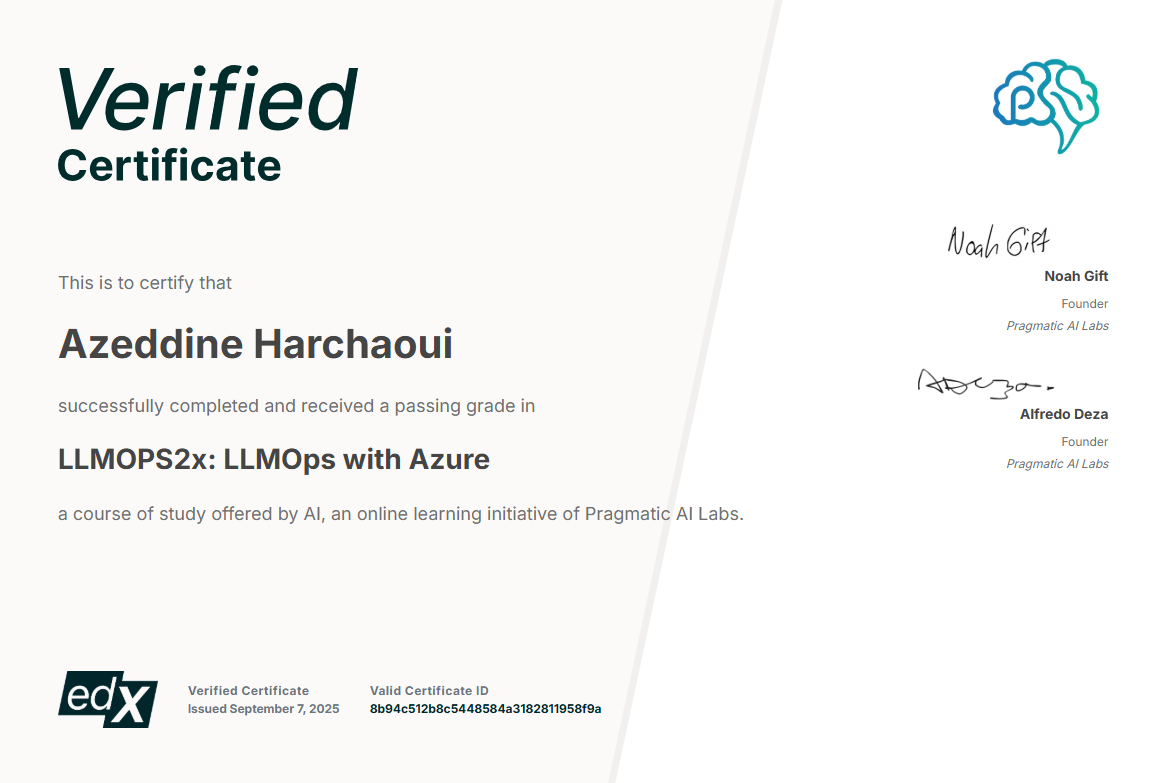 Verified
Certificate
This is to certify that
Azeddine Harchaoui
successfully completed and received a passing grade in
LLMOPS2x: LLMOps with Azure
a course of study offered by AI, an online learning initiative of Pragmatic AI Labs.
Noah Gift
Noah Gift
Founder
Pragmatic AI Labs
Alfredo Deza
Founder
Pragmatic AI Labs
edX
Verified Certificate
Issued September 7, 2025
Valid Certificate ID
8b94c512b8c5448584a3182811958f9a